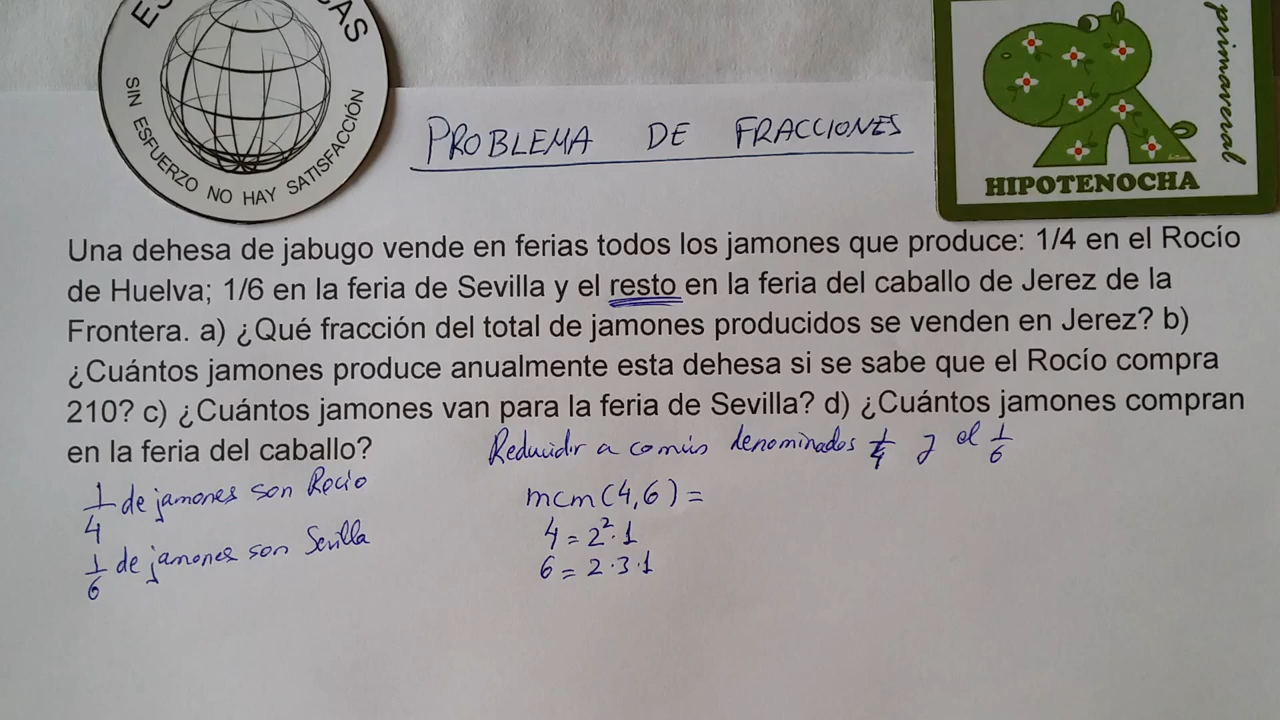 ES
CAS
SIN ESFUERZO NO HAY SATISFACCIÓN
PROBLEMA DE FRACCIONES
primaveral
HIPOTENOCHA
Una dehesa de jabugo vende en ferias todos los jamones que produce: 1/4 en el Rocío
de Huelva; 1/6 en la feria de Sevilla y el resto en la feria del caballo de Jerez de la
Frontera. a) ¿Qué fracción del total de jamones producidos se venden en Jerez? b)
¿Cuántos jamones produce anualmente esta dehesa si se sabe que el Rocío compra
210? c) ¿Cuántos jamones van para la feria de Sevilla? d) ¿Cuántos jamones compran
en la feria del caballo?
Reducidir a común denominados 1/4 y el 1/6
1/4 de jamones son Rocio
1/6 de jamones son Sevilla
mcm(4,6) =
4 = 2²·1
6 = 2·3·1